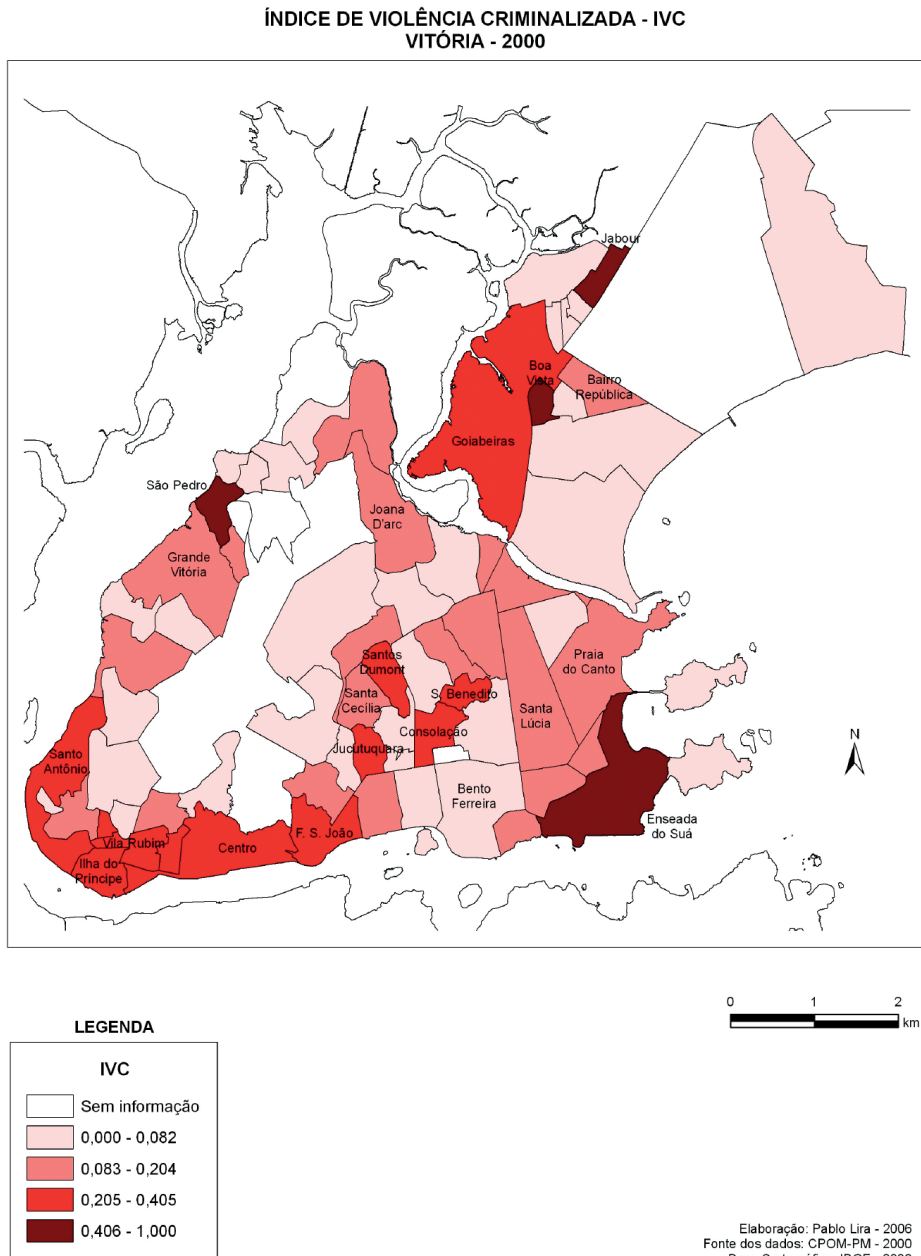 ÍNDICE DE VIOLÊNCIA CRIMINALIZADA - IVC
VITÓRIA - 2000
Jabour
Boa
Vista
Bairro
República
Goiabeiras
São Pedro
Joana
D'arc
Grande
Vitória
Santos
Dumont
Praia
do Canto
Santa
Cecília
S. Benedito
Santa
Lúcia
Consolação
Jucutuquara
Santo
Antônio
Bento
Ferreira
Enseada
do Suá
N
F. S. João
Vila Rubim
Centro
Ilha do
Príncipe
0 1 2
km
LEGENDA
IVC
Sem informação
0,000 - 0,082
0,083 - 0,204
0,205 - 0,405
0,406 - 1,000
Elaboração: Pablo Lira - 2006
Fonte dos dados: CPOM-PM - 2000